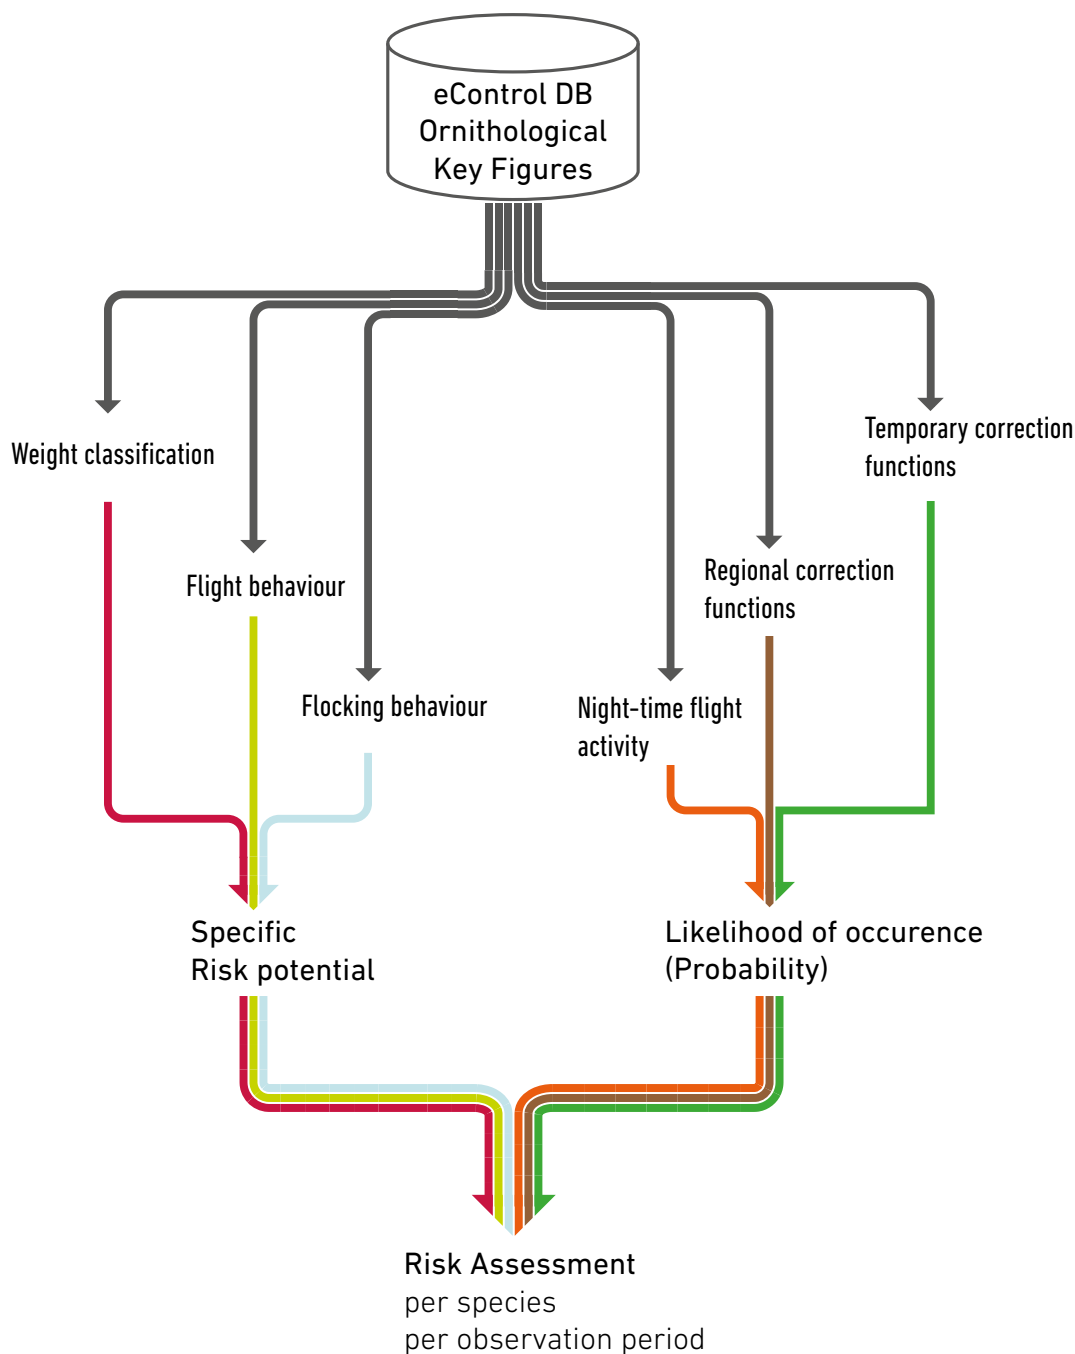 eControl DB
Ornithological
Key Figures
Weight classification
Temporary correction
functions
Flight behaviour
Regional correction
functions
Flocking behaviour
Night-time flight
activity
Specific
Risk potential
Likelihood of occurence
(Probability)
Risk Assessment
per species
per observation period